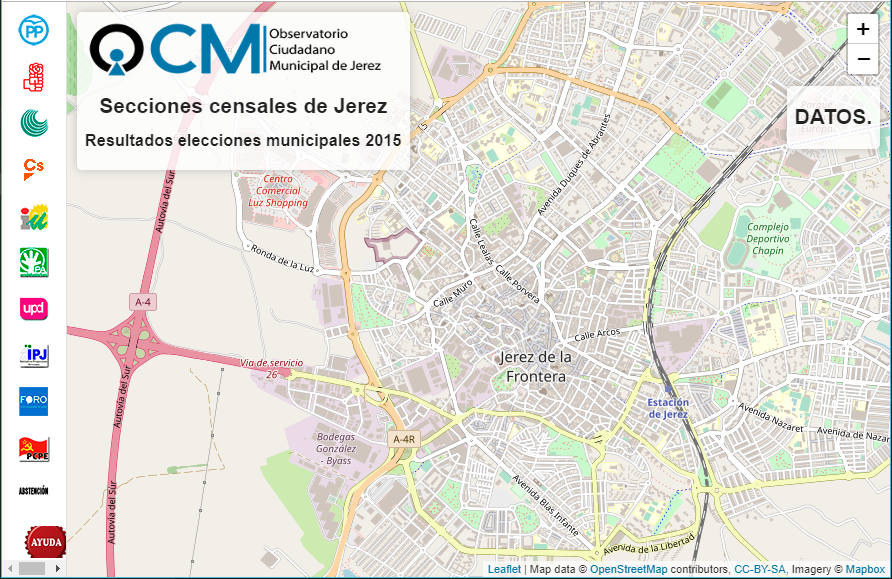 PP
OCM
Observatorio
Ciudadano
Municipal de Jerez
Secciones censales de Jerez
Resultados elecciones municipales 2015
+
−
DATOS.
Cs
iu
PA
upd
IPJ
FORO
PCPE
ABSTENCIÓN
AYUDA
Autovía del Sur
Centro
Comercial
Luz Shopping
Avenida Duques de Abrantes
Complejo
Deportivo
Chapín
Ronda de la Luz
Calle Lealas
Calle Porvera
Calle Muro
A-4
Calle Arcos
Jerez de la
Frontera
Vía de servicio
26
Autovía del Sur
Estación
de Jerez
Avenida Nazaret
Avenida de Nazar
Bodegas
González
- Byass
A-4R
Autovía del Sur
Avenida Blas Infante
Avenida de la Libertad
Leaflet | Map data © OpenStreetMap contributors, CC-BY-SA, Imagery © Mapbox